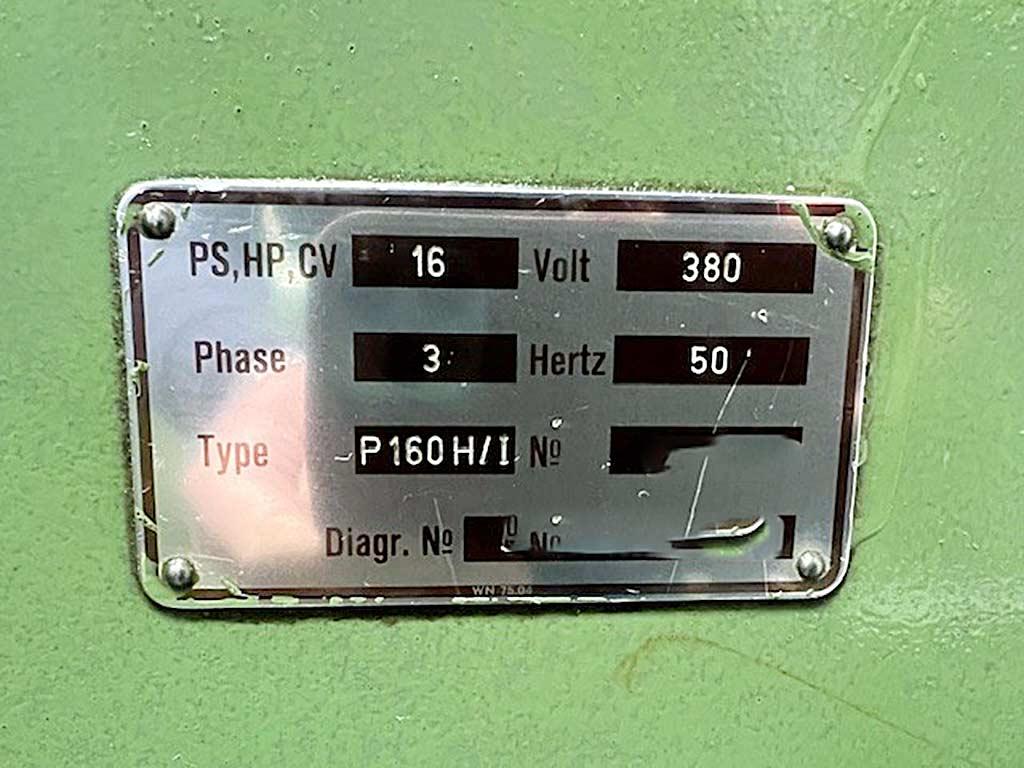 PS,HP,CV 16 Volt 380
Phase 3 Hertz 50
Type P160H/I Nº
Diagr. Nº
WN 75.04